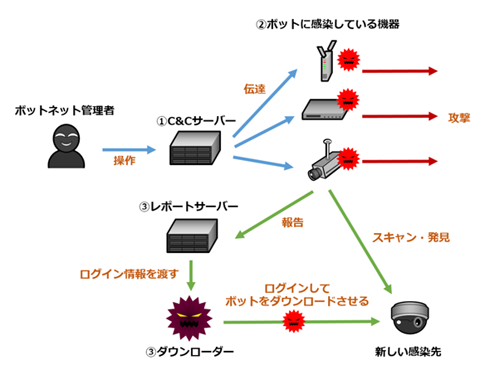 ②ボットに感染している機器
伝達
ボットネット管理者
①C&Cサーバー
攻撃
操作
③レポートサーバー
報告
スキャン・発見
ログイン情報を渡す
ログインして
ボットをダウンロードさせる
③ダウンローダー
新しい感染先